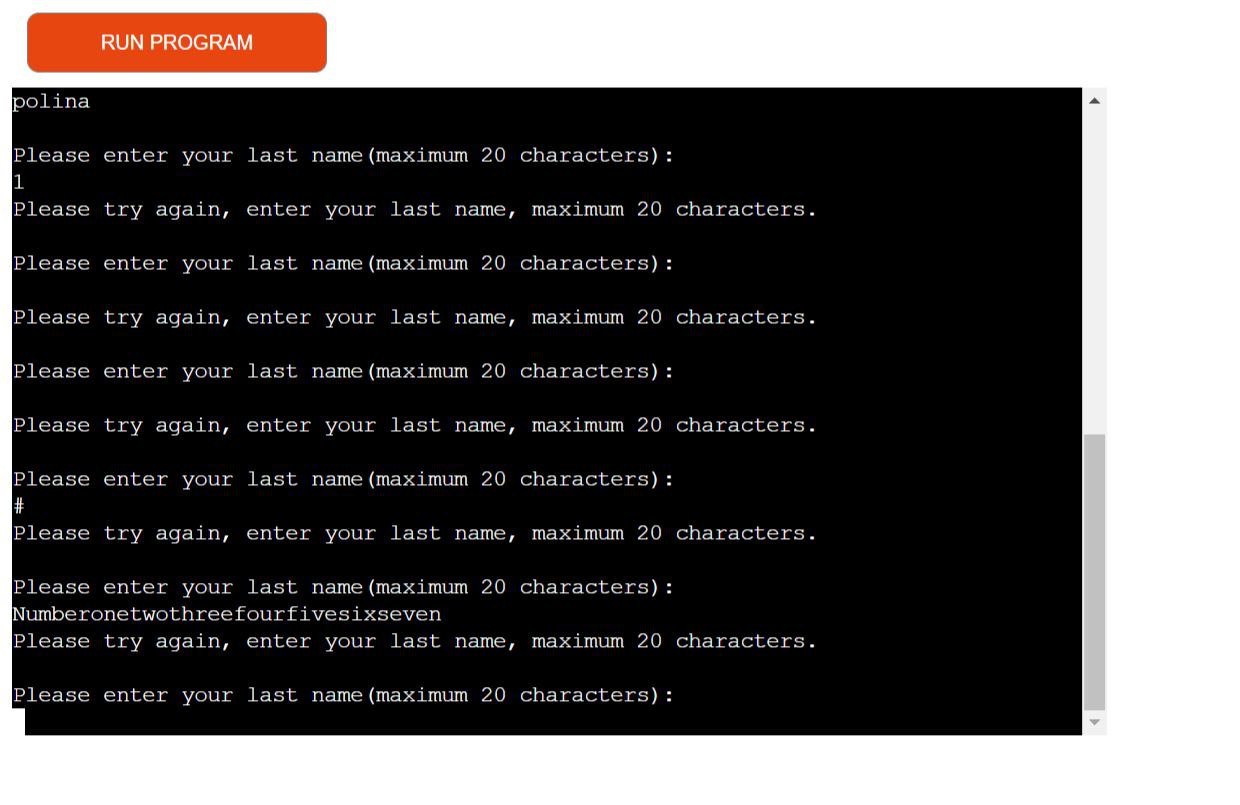 RUN PROGRAM
polina
Please enter your last name(maximum 20 characters):
1
Please try again, enter your last name, maximum 20 characters.
Please enter your last name(maximum 20 characters):
Please try again, enter your last name, maximum 20 characters.
Please enter your last name(maximum 20 characters):
Please try again, enter your last name, maximum 20 characters.
Please enter your last name(maximum 20 characters):
#
Please try again, enter your last name, maximum 20 characters.
Please enter your last name(maximum 20 characters):
Numberonetwothreefourfivesixseven
Please try again, enter your last name, maximum 20 characters.
Please enter your last name(maximum 20 characters):